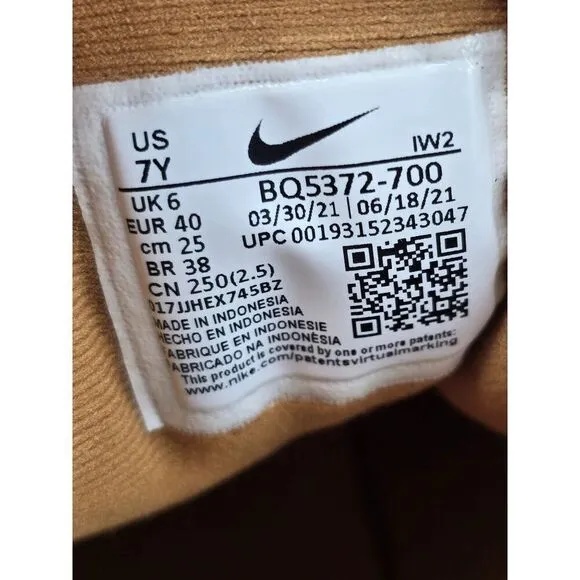 US
7Y
IW2
UK 6
EUR 40
cm 25
BR 38
CN 250(2.5)
BQ5372-700
03/30/21 | 06/18/21
UPC 00193152343047
017JJHEX745BZ
MADE IN INDONESIA
HECHO EN INDONESIA
FABRIQUE EN INDONESIE
FABRICADO NA INDONÉSIA
This product is covered by one or more patents.
www.nike.com/patentsvirtualmarking